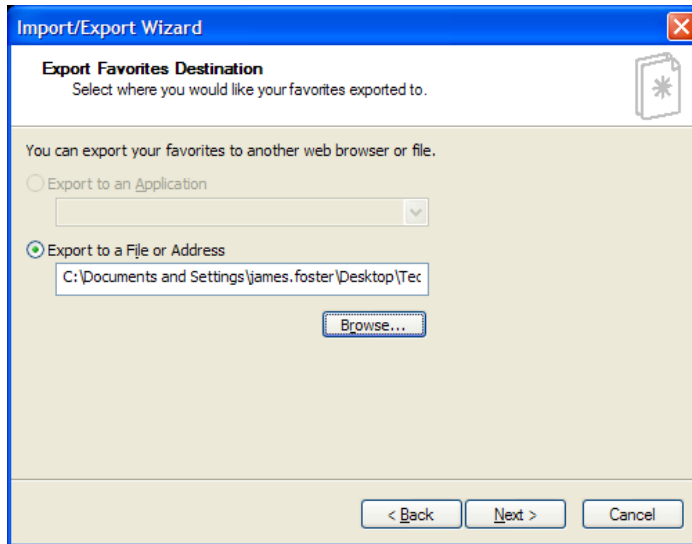 Import/Export Wizard
Export Favorites Destination
Select where you would like your favorites exported to.
You can export your favorites to another web browser or file.
Export to an Application
Export to a File or Address
C:\Documents and Settings\james.foster\Desktop\Tec
Browse...
< Back Next > Cancel